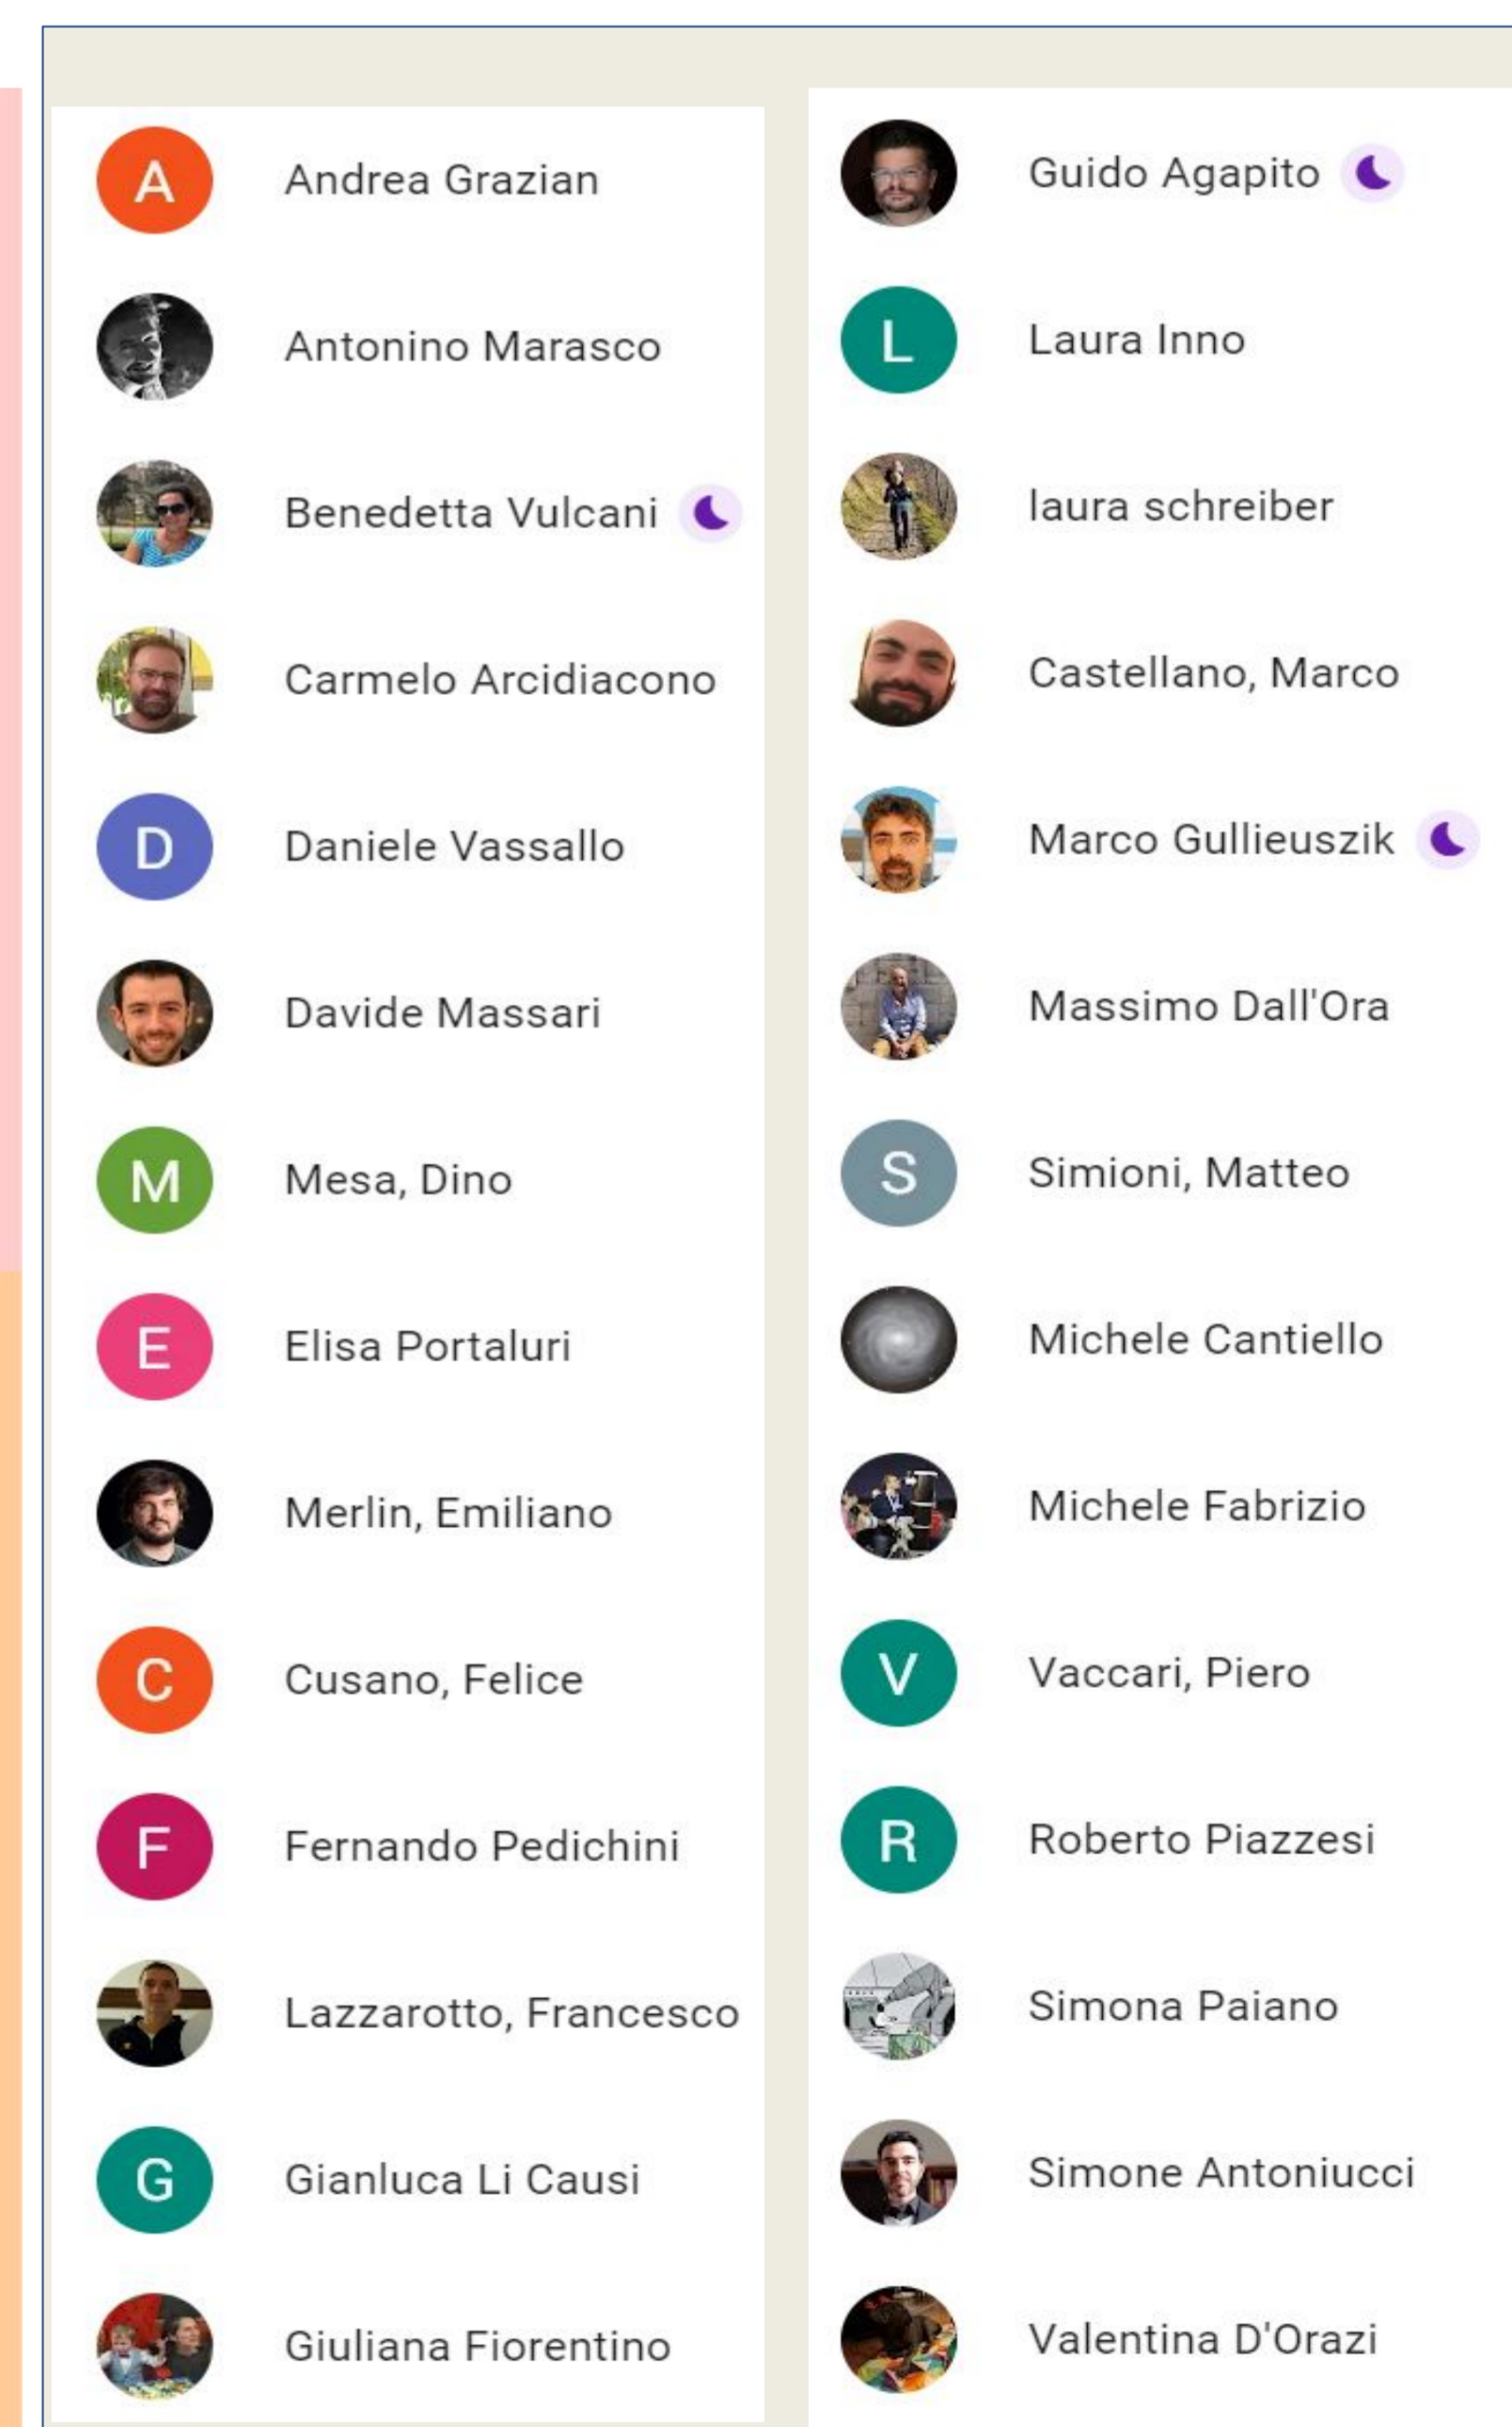 A Andrea Grazian
Antonino Marasco
Benedetta Vulcani
Carmelo Arcidiacono
D Daniele Vassallo
Davide Massari
M Mesa, Dino
E Elisa Portaluri
Merlin, Emiliano
C Cusano, Felice
F Fernando Pedichini
Lazzarotto, Francesco
G Gianluca Li Causi
Giuliana Fiorentino
Guido Agapito
L Laura Inno
laura schreiber
Castellano, Marco
Marco Gullieuszik
Massimo Dall'Ora
S Simioni, Matteo
Michele Cantiello
Michele Fabrizio
V Vaccari, Piero
R Roberto Piazzesi
Simona Paiano
Simone Antoniucci
Valentina D'Orazi